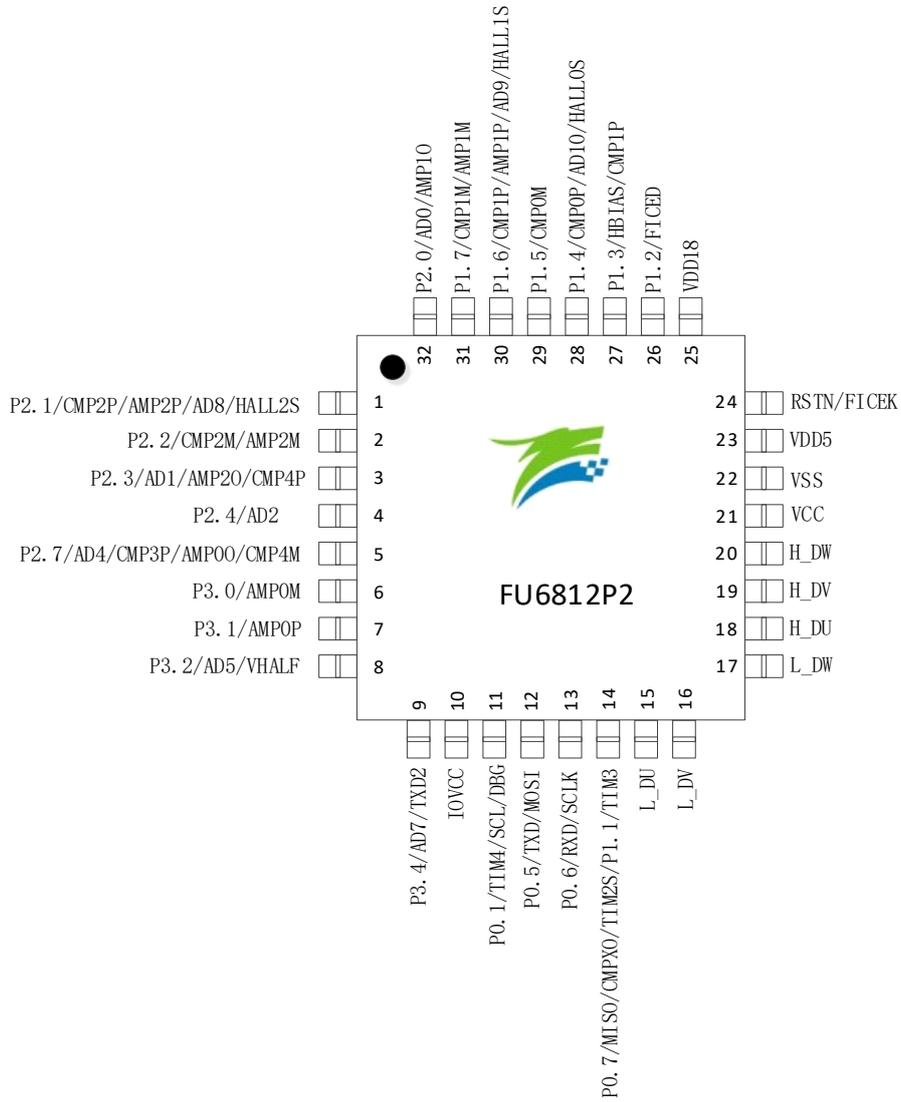 P2.0/AD0/AMP1O
P1.7/CMP1M/AMP1M
P1.6/CMP1P/AMP1P/AD9/HALL1S
P1.5/CMP0M
P1.4/CMP0P/AD10/HALL0S
P1.3/HBIAS/CMP1P
P1.2/FICED
VDD18
32
31
30
29
28
27
26
25
P2.1/CMP2P/AMP2P/AD8/HALL2S
1
24
RSTN/FICEK
P2.2/CMP2M/AMP2M
2
23
VDD5
P2.3/AD1/AMP2O/CMP4P
3
22
VSS
P2.4/AD2
4
21
VCC
P2.7/AD4/CMP3P/AMP0O/CMP4M
5
20
H_DW
P3.0/AMP0M
6
FU6812P2
19
H_DV
P3.1/AMP0P
7
18
H_DU
P3.2/AD5/VHALF
8
17
L_DW
9
10
11
12
13
14
15
16
P3.4/AD7/TXD2
IOVCC
P0.1/TIM4/SCL/DBG
P0.5/TXD/MOSI
P0.6/RXD/SCLK
P0.7/MISO/CMPXO/TIM2S/P1.1/TIM3
L_DU
L_DV